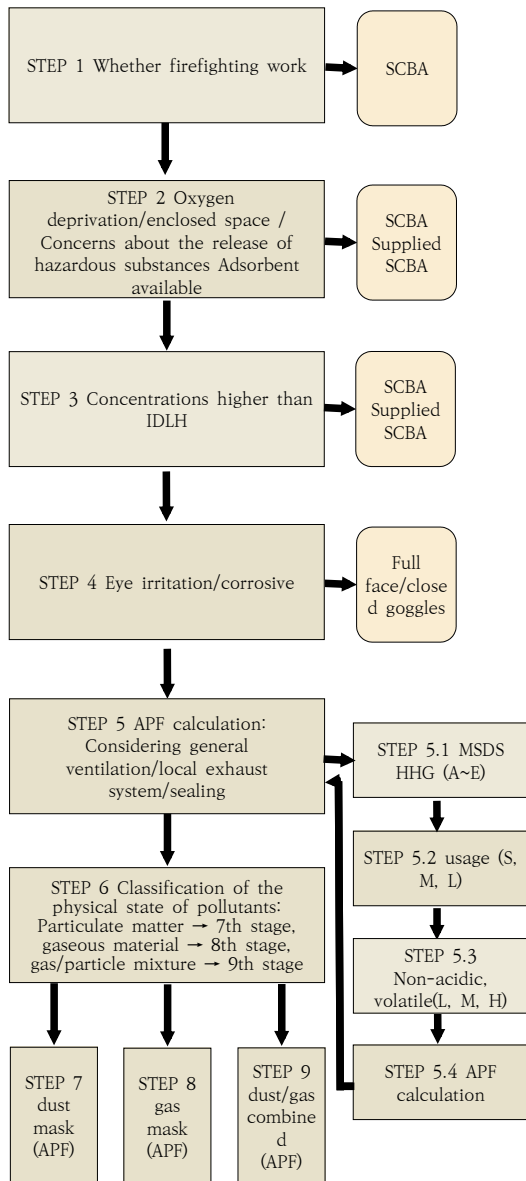 STEP 1 Whether firefighting work
SCBA
STEP 2 Oxygen
deprivation/enclosed space /
Concerns about the release of
hazardous substances Adsorbent
available
SCBA
Supplied
SCBA
STEP 3 Concentrations higher than
IDLH
SCBA
Supplied
SCBA
STEP 4 Eye irritation/corrosive
Full
face/close
d goggles
STEP 5 APF calculation:
Considering general
ventilation/local exhaust
system/sealing
STEP 5.1 MSDS
HHG (A~E)
STEP 5.2 usage (S,
M, L)
STEP 5.3
Non-acidic,
volatile(L, M, H)
STEP 5.4 APF
calculation
STEP 6 Classification of the
physical state of pollutants:
Particulate matter → 7th stage,
gaseous material → 8th stage,
gas/particle mixture → 9th stage
STEP 7
dust
mask
(APF)
STEP 8
gas
mask
(APF)
STEP 9
dust/gas
combine
d
(APF)